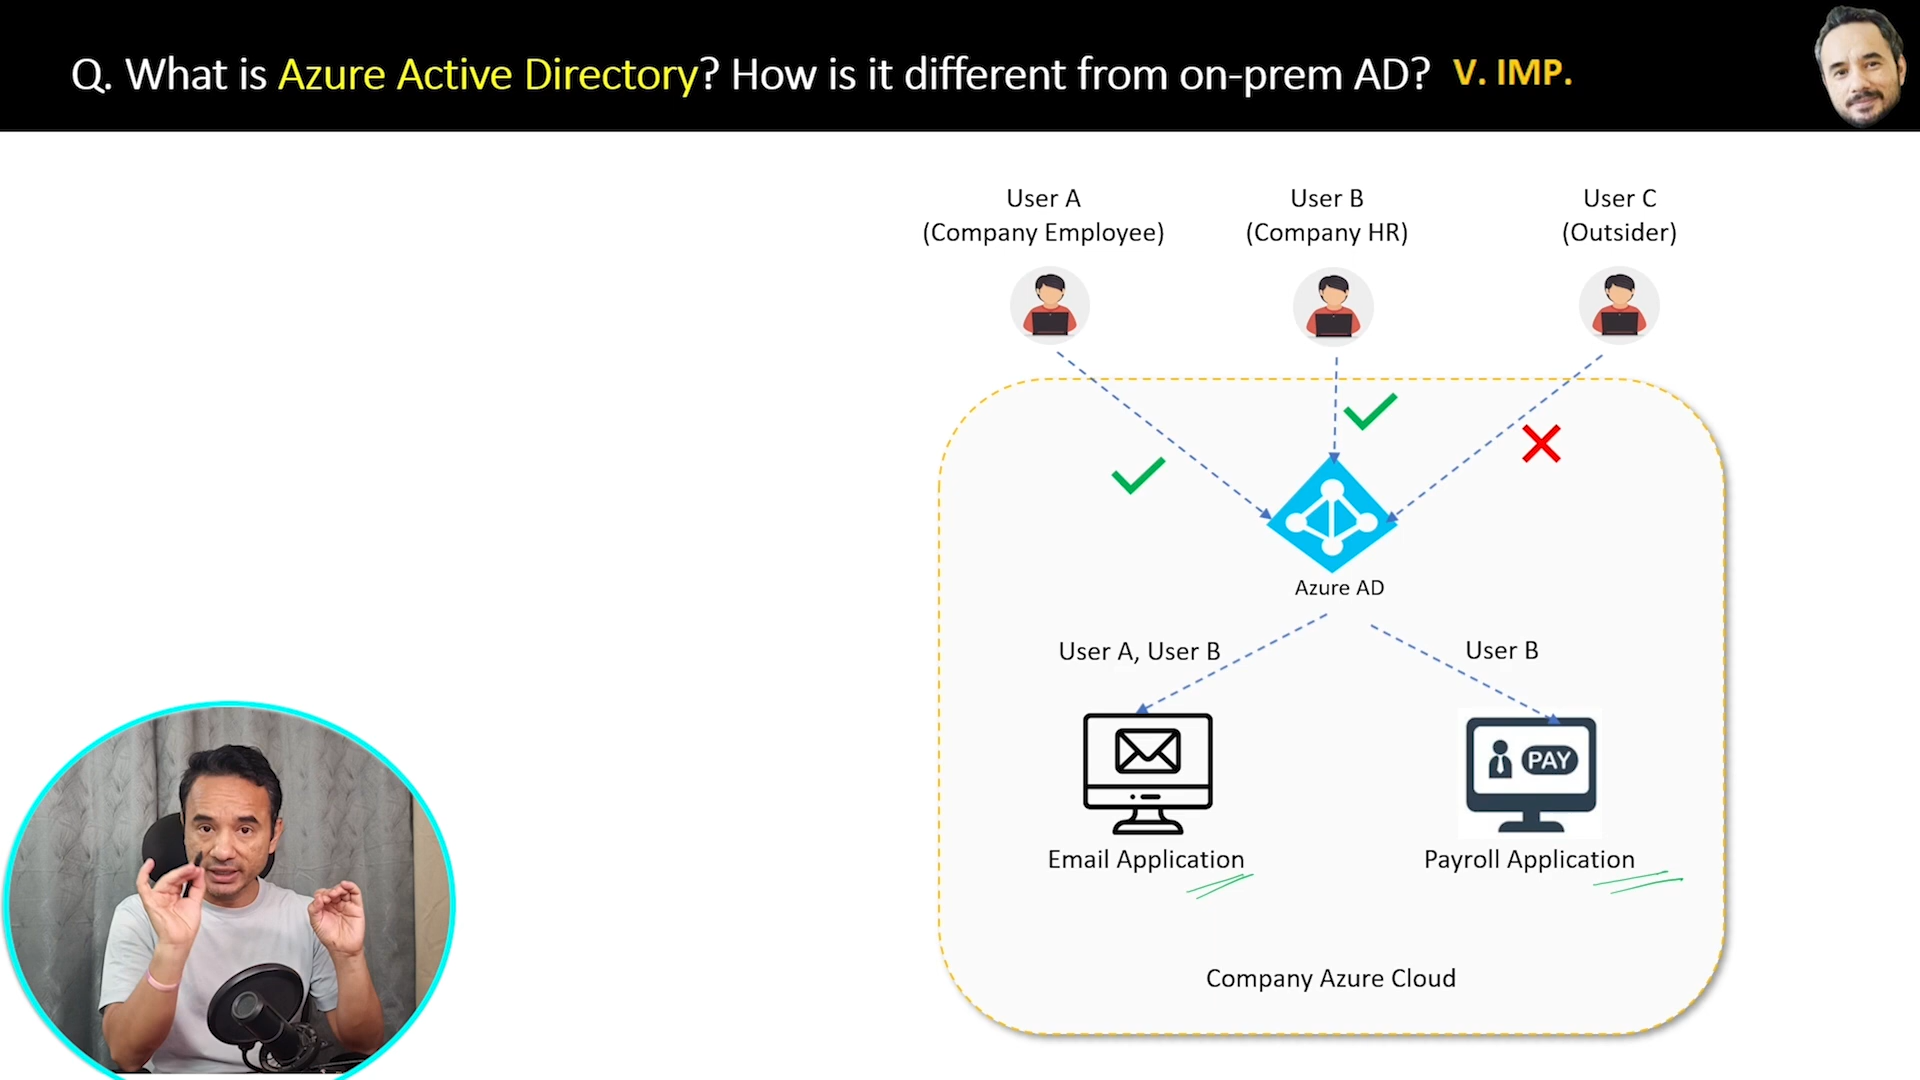 Q. What is Azure Active Directory? How is it different from on-prem AD? V. IMP.
User A
(Company Employee)
User B
(Company HR)
User C
(Outsider)
Azure AD
User A, User B
User B
PAY
Email Application
Payroll Application
Company Azure Cloud